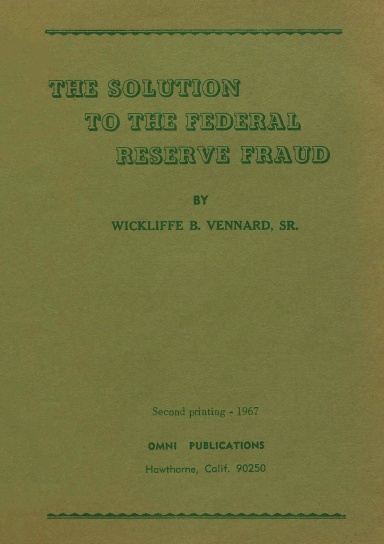 THE SOLUTION
TO THE FEDERAL
RESERVE FRAUD
BY
WICKLIFFE B. VENNARD, SR.
Second printing - 1967
OMNI PUBLICATIONS
Hawthorne, Calif. 90250